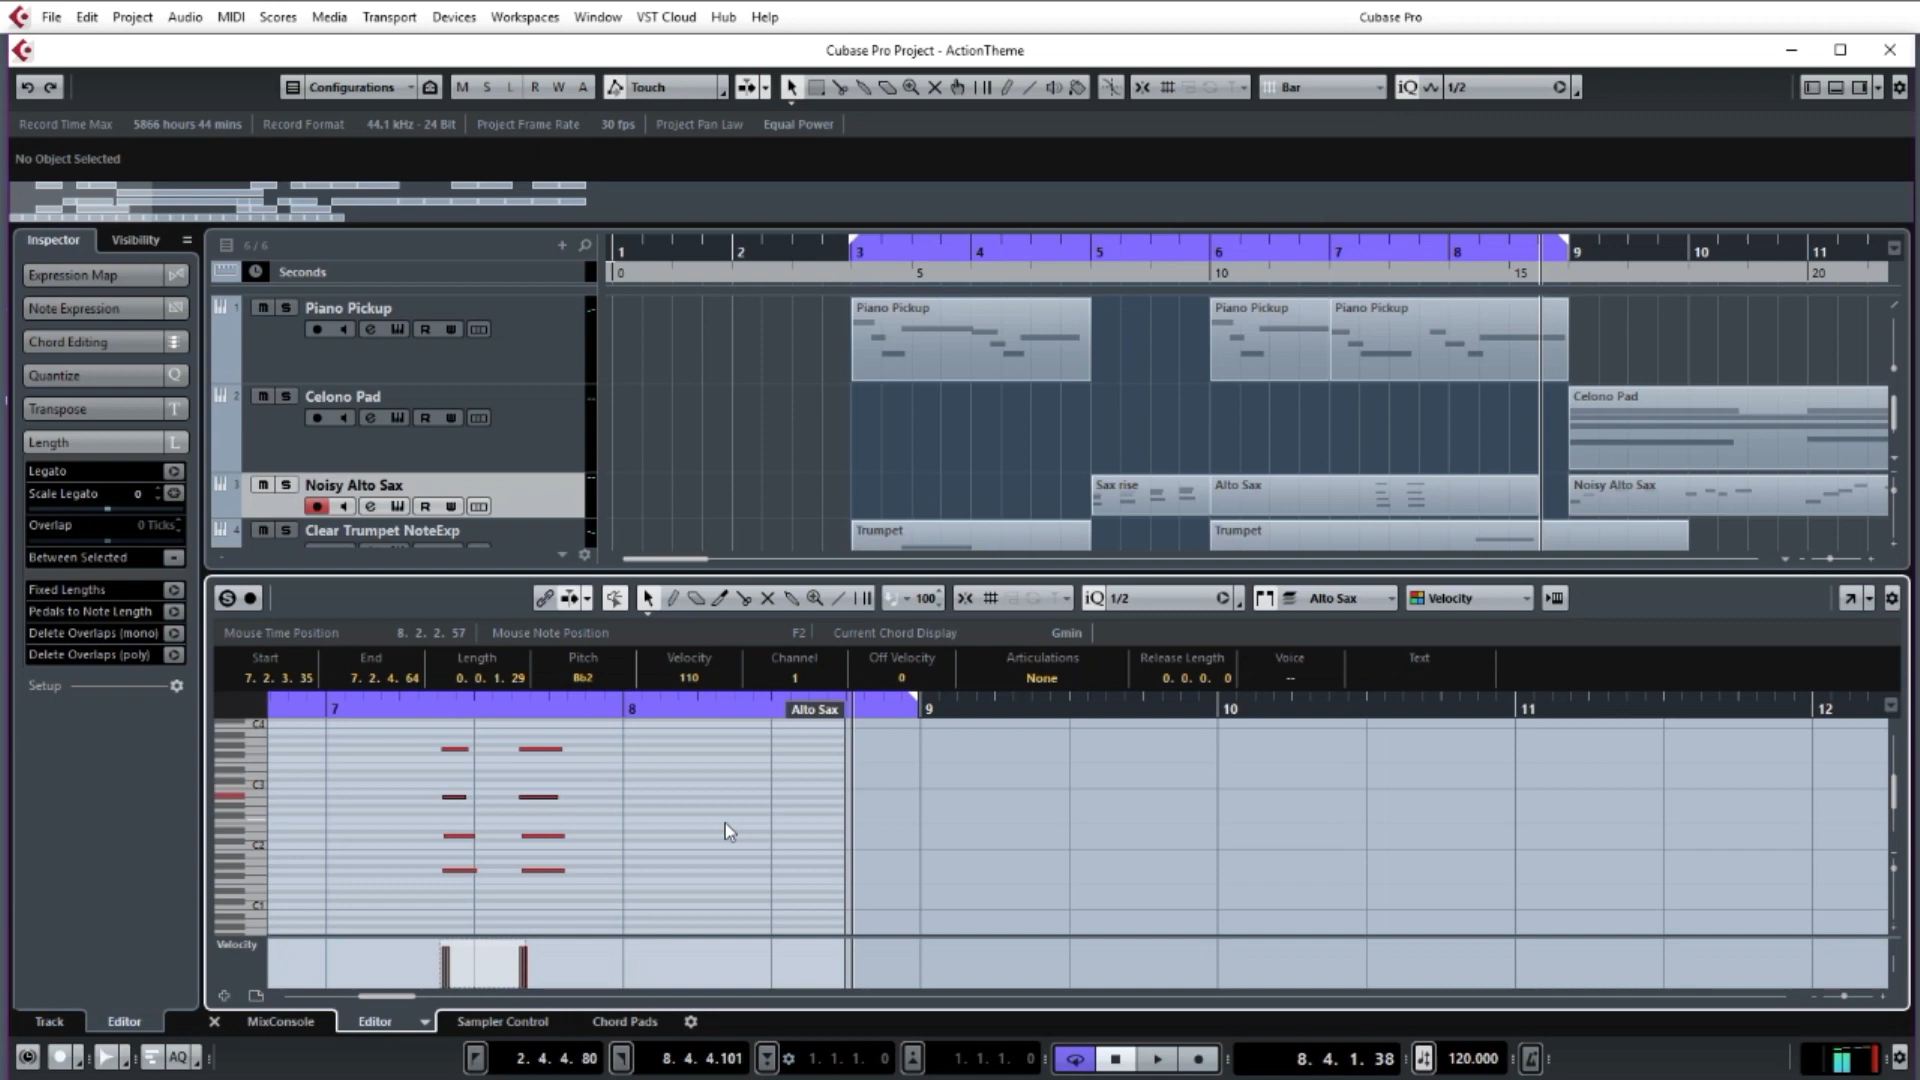 File Edit Project Audio MIDI Scores Media Transport Devices Workspaces Window VST Cloud Hub Help Cubase Pro
Cubase Pro Project - ActionTheme
Configurations M S L R W A Touch Bar iQ 1/2
Record Time Max 5866 hours 44 mins Record Format 44.1 kHz - 24 Bit Project Frame Rate 30 fps Project Pan Law Equal Power
No Object Selected
Inspector Visibility 6 / 6 1 2 3 4 5 6 7 8 9 10 11
Expression Map Seconds 0 5 10 15 20
Note Expression 1 m S Piano Pickup Piano Pickup Piano Pickup Piano Pickup
R
Chord Editing
Quantize
Transpose 2 m S Celono Pad Celono Pad
R
Length
Legato
Scale Legato 0 3 m S Noisy Alto Sax Sax rise Alto Sax Noisy Alto Sax
R
Overlap 0 Ticks 4 m S Clear Trumpet NoteExp Trumpet Trumpet
Between Selected
Fixed Lengths
Pedals to Note Length
Delete Overlaps (mono)
Delete Overlaps (poly)
Setup
100 iQ 1/2 Alto Sax Velocity
Mouse Time Position 8. 2. 2. 57 Mouse Note Position F2 Current Chord Display Gmin
Start End Length Pitch Velocity Channel Off Velocity Articulations Release Length Voice Text
7. 2. 3. 35 7. 2. 4. 64 0. 0. 1. 29 Bb2 110 1 0 None 0. 0. 0. 0 --
7 8 Alto Sax 9 10 11 12
C4
C3
C2
C1
Velocity
Track Editor MixConsole Editor Sampler Control Chord Pads
AQ 2. 4. 4. 80 8. 4. 4.101 1. 1. 1. 0 1. 1. 1. 0 8. 4. 1. 38 120.000